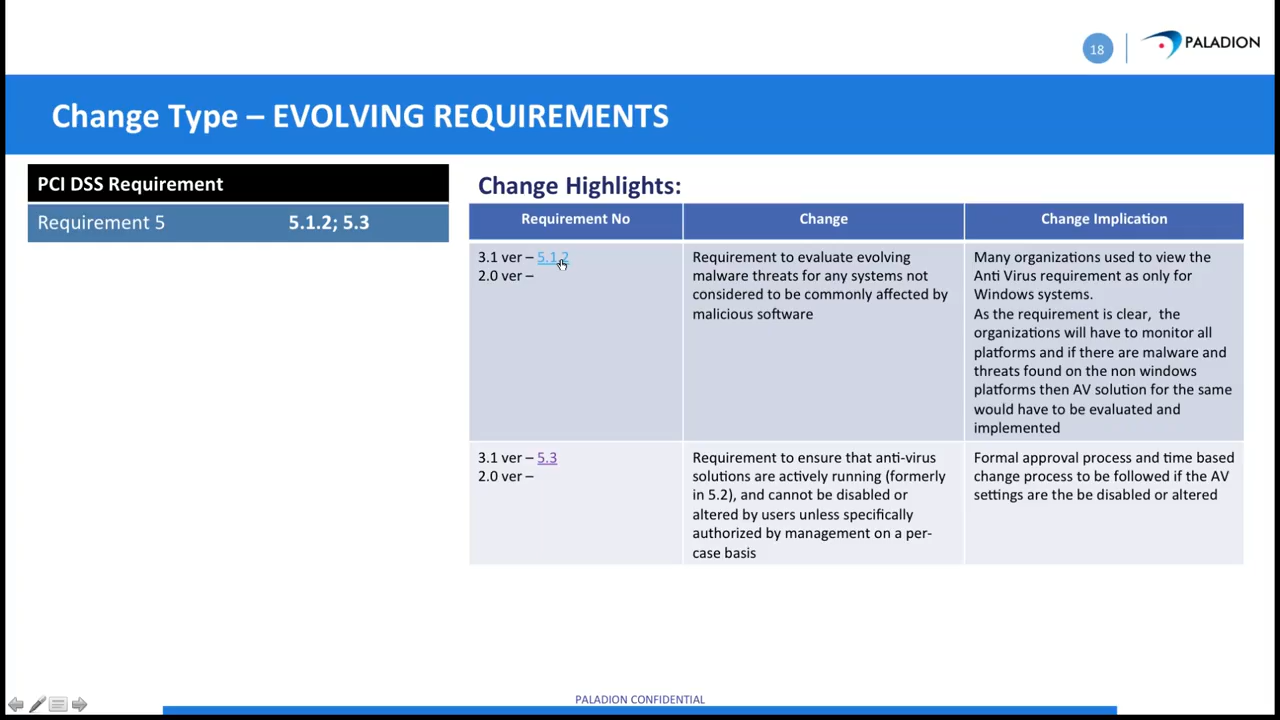 18
PALADION
Change Type – EVOLVING REQUIREMENTS
PCI DSS Requirement
Requirement 5 5.1.2; 5.3
Change Highlights:
Requirement No Change Change Implication
3.1 ver – 5.1.2
2.0 ver –
Requirement to evaluate evolving
malware threats for any systems not
considered to be commonly affected by
malicious software
Many organizations used to view the
Anti Virus requirement as only for
Windows systems.
As the requirement is clear, the
organizations will have to monitor all
platforms and if there are malware and
threats found on the non windows
platforms then AV solution for the same
would have to be evaluated and
implemented
3.1 ver – 5.3
2.0 ver –
Requirement to ensure that anti-virus
solutions are actively running (formerly
in 5.2), and cannot be disabled or
altered by users unless specifically
authorized by management on a per-
case basis
Formal approval process and time based
change process to be followed if the AV
settings are the be disabled or altered
PALADION CONFIDENTIAL